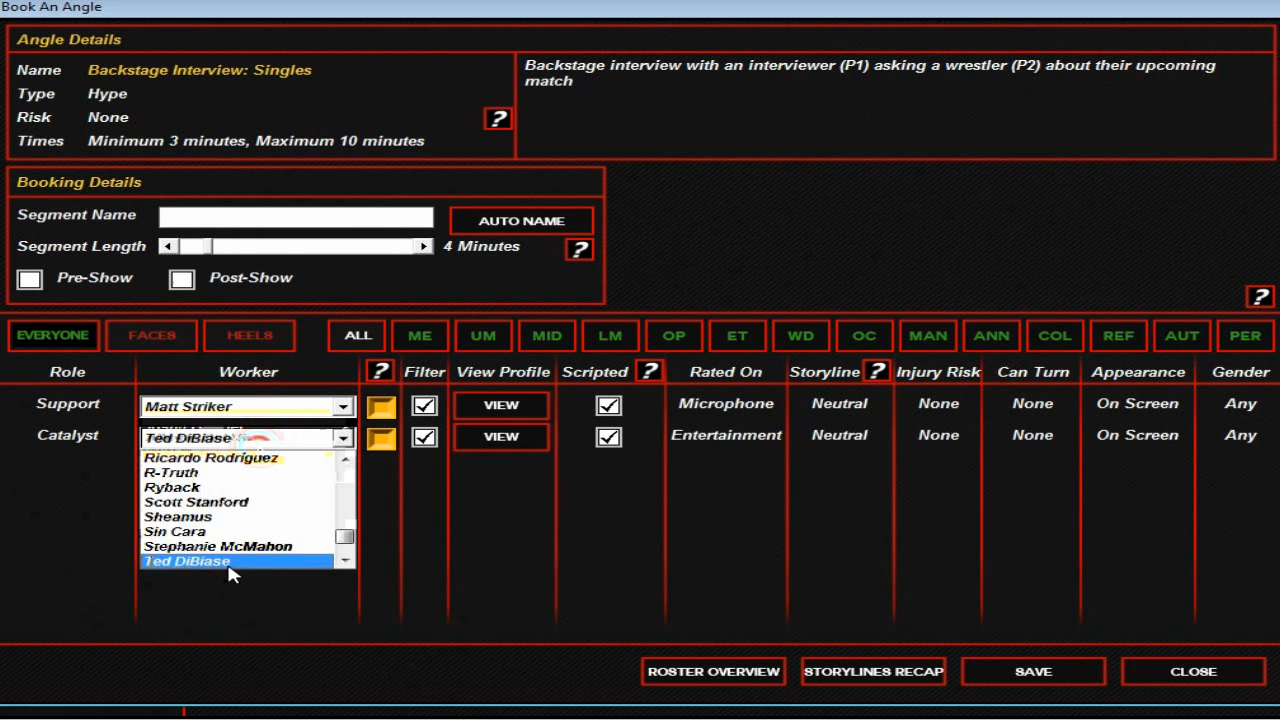 Book An Angle
Angle Details
Name Backstage Interview: Singles
Type Hype
Risk None
?
Times Minimum 3 minutes, Maximum 10 minutes
Backstage interview with an interviewer (P1) asking a wrestler (P2) about their upcoming
match
Booking Details
Segment Name AUTO NAME
Segment Length 4 Minutes ?
Pre-Show Post-Show
?
EVERYONE FACES HEELS ALL ME UM MID LM OP ET WD OC MAN ANN COL REF AUT PER
Role Worker ? Filter View Profile Scripted ? Rated On Storyline ? Injury Risk Can Turn Appearance Gender
Support Matt Striker VIEW Microphone Neutral None None On Screen Any
Catalyst Ted DiBiase VIEW Entertainment Neutral None None On Screen Any
Ricardo Rodriguez
R-Truth
Ryback
Scott Stanford
Sheamus
Sin Cara
Stephanie McMahon
Ted DiBiase
ROSTER OVERVIEW STORYLINES RECAP SAVE CLOSE